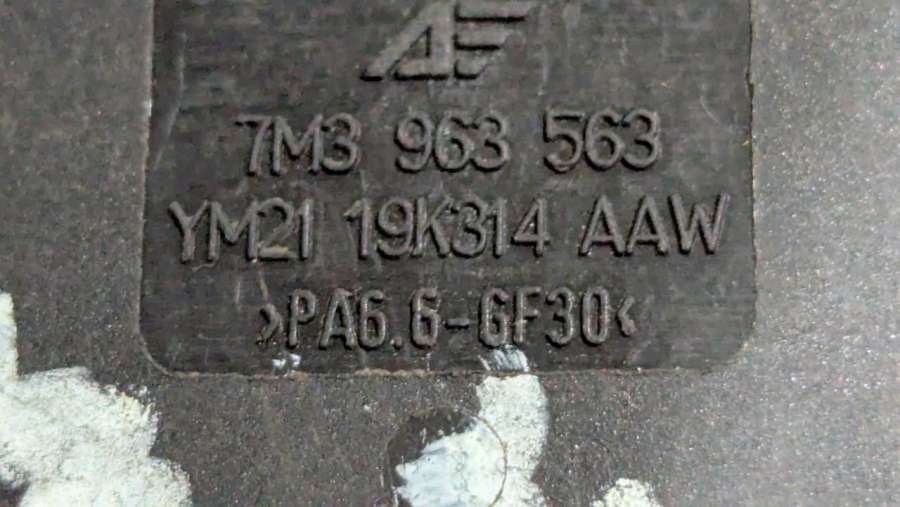 7M3 963 563
YM21 19K314 AAW
>PA6.6-GF30<